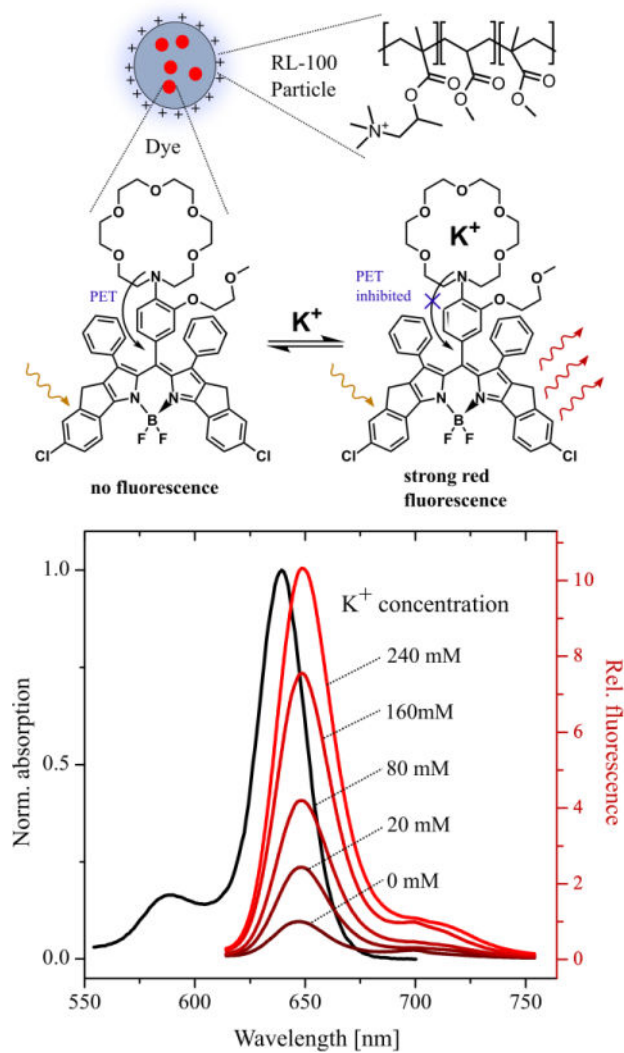 RL-100
Particle
Dye
N⁺
O
O
O
O
O
O
O
O
O
O
O
O
N
PET
O
O
N
N
B
F F
Cl
Cl
no fluorescence
K⁺
O
O
O
O
O
O
K⁺
N
PET
inhibited
O
O
N
N
B
F F
Cl
Cl
strong red
fluorescence
K⁺ concentration
240 mM
160mM
80 mM
20 mM
0 mM
Norm. absorption
1.0
0.5
0.0
Rel. fluorescence
10
8
6
4
2
0
550
600
650
700
750
Wavelength [nm]